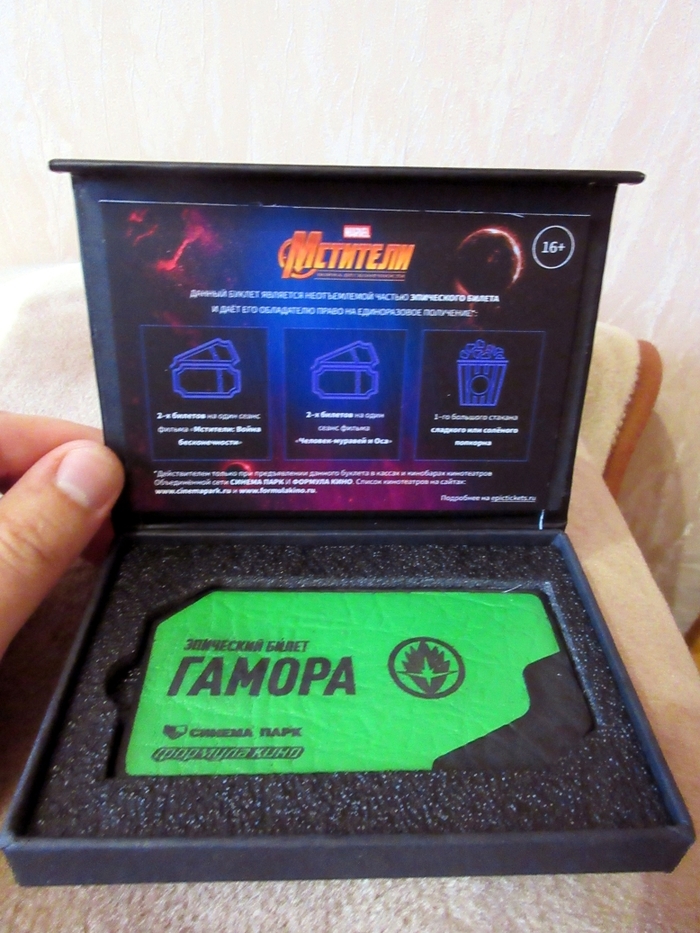 MARVEL
МСТИТЕЛИ
16+
ДАННЫЙ БУКЛЕТ ЯВЛЯЕТСЯ НЕОТЪЕМЛЕМОЙ ЧАСТЬЮ ЭПИЧЕСКОГО БИЛЕТА
И ДАЁТ ЕГО ОБЛАДАТЕЛЮ ПРАВО НА ЕДИНОРАЗОВОЕ ПОЛУЧЕНИЕ*:
2-х билетов на один сеанс
фильма «Мстители: Война
бесконечности»
2-х билетов на один
сеанс фильма
«Человек-муравей и Оса»
1-го большого стакана
сладкого или солёного
попкорна
*Действителен только при предъявлении данного буклета в кассах и кинобарах кинотеатров
Объединённой сети СИНЕМА ПАРК И ФОРМУЛА КИНО. Список кинотеатров на сайтах:
www.cinemapark.ru и www.formulakino.ru.
Подробнее на epictickets.ru
ЭПИЧЕСКИЙ БИЛЕТ
ГАМОРА
СИНЕМА ПАРК
ФОРМУЛА КИНО